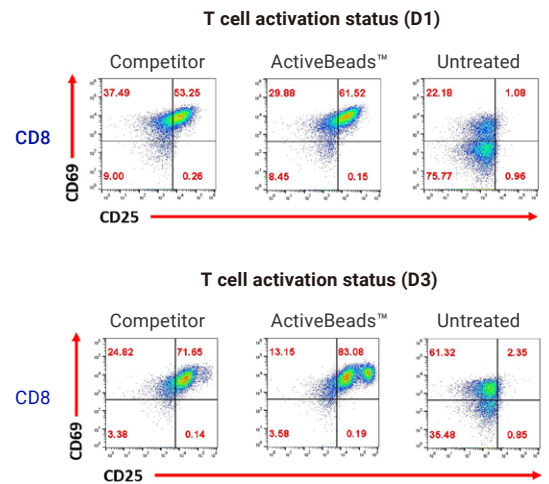 T cell activation status (D1)
Competitor ActiveBeads™ Untreated
37.49 53.25 29.88 61.52 22.18 1.08
CD8
CD69
9.00 0.26 8.45 0.15 75.77 0.96
CD25
T cell activation status (D3)
Competitor ActiveBeads™ Untreated
24.82 71.65 13.15 83.08 61.32 2.35
CD8
CD69
3.38 0.14 3.58 0.19 35.48 0.85
CD25